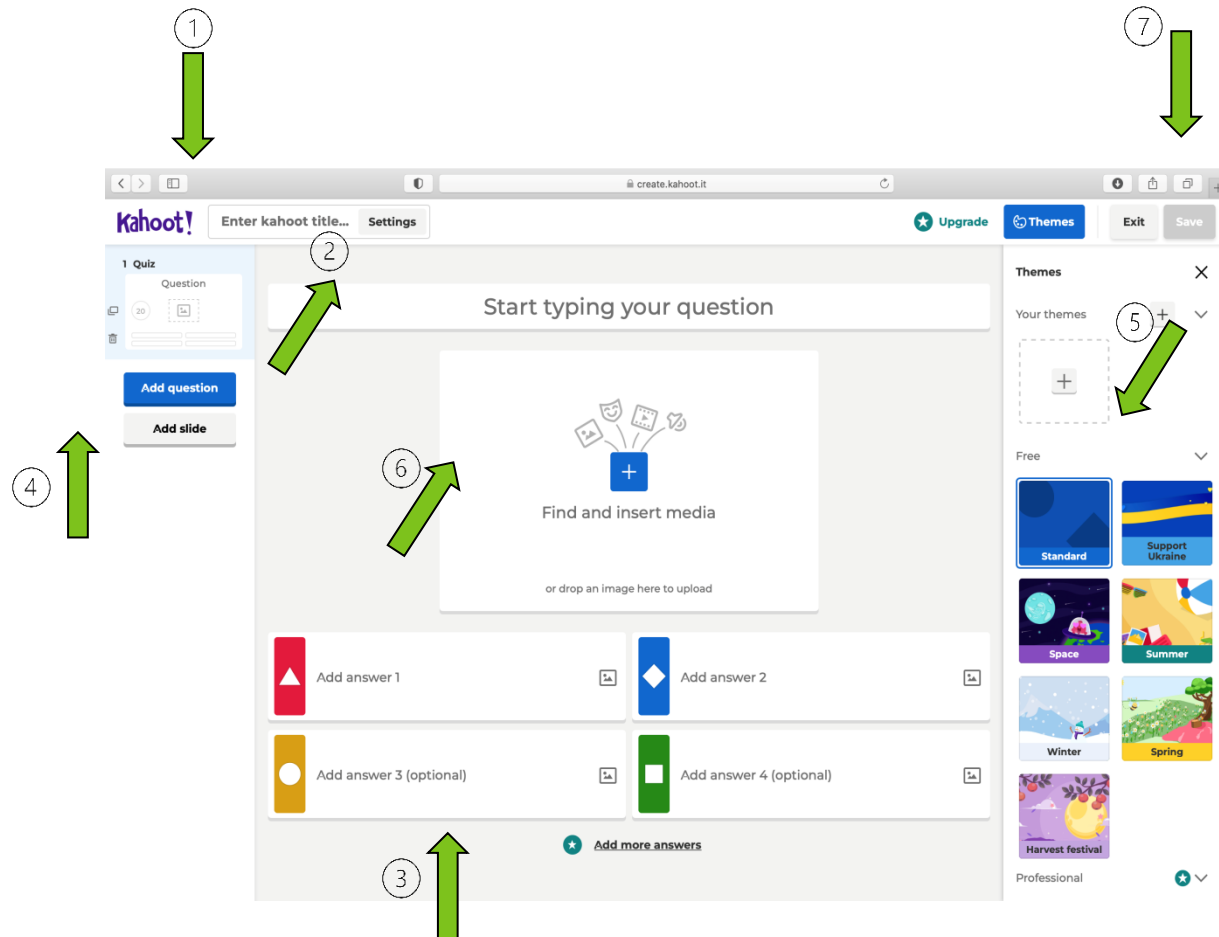 1
7
create.kahoot.it
Kahoot!
Enter kahoot title...
Settings
Upgrade
Themes
Exit
Save
1 Quiz
Question
20
Add question
Add slide
4
2
Start typing your question
6
Find and insert media
or drop an image here to upload
Add answer 1
Add answer 2
Add answer 3 (optional)
Add answer 4 (optional)
Add more answers
3
Themes
Your themes
5
Free
Standard
Support
Ukraine
Space
Summer
Winter
Spring
Harvest festival
Professional